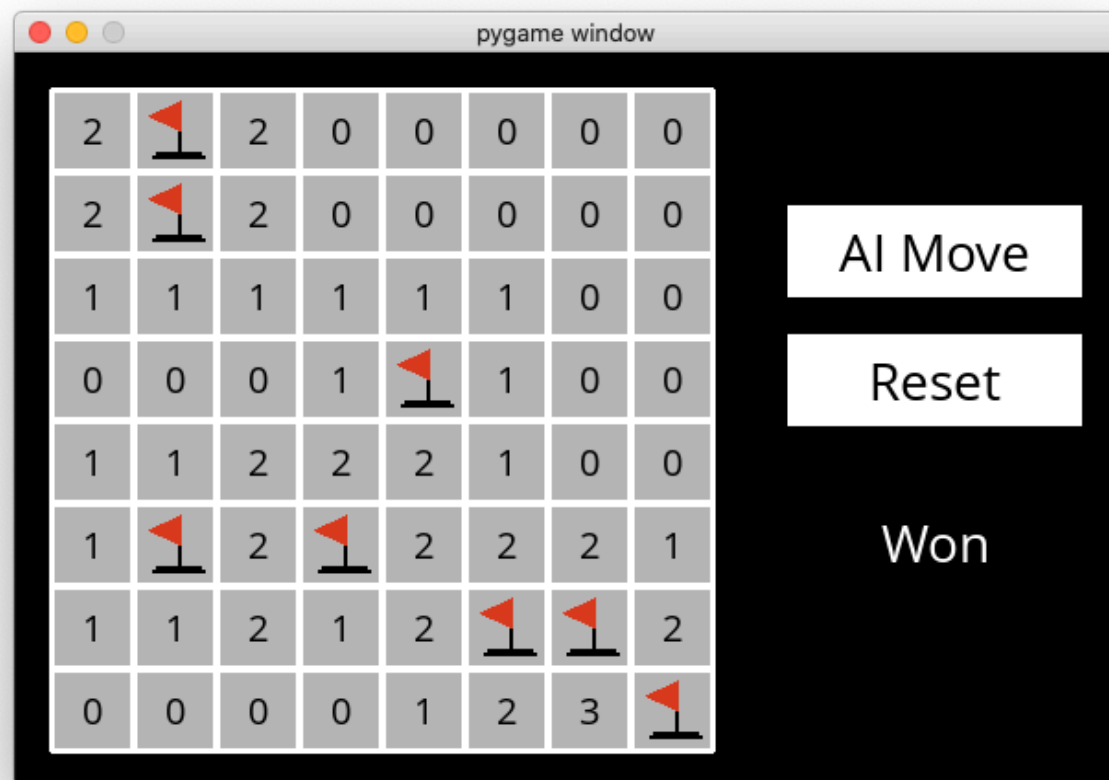 pygame window
2 2 0 0 0 0 0
2 2 0 0 0 0 0
AI Move
1 1 1 1 1 1 0 0
0 0 0 1 1 0 0
Reset
1 1 2 2 2 1 0 0
1 2 2 2 2 1
Won
1 1 2 1 2 2
0 0 0 0 1 2 3